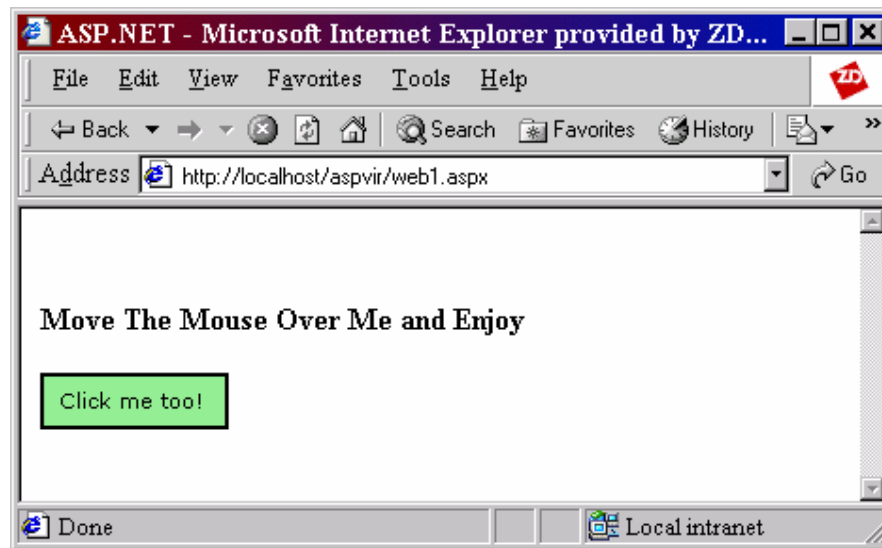 ASP.NET - Microsoft Internet Explorer provided by ZD...
File Edit View Favorites Tools Help
ZD
Back Search Favorites History »
Address http://localhost/aspvir/web1.aspx Go
Move The Mouse Over Me and Enjoy
Click me too!
Done Local intranet